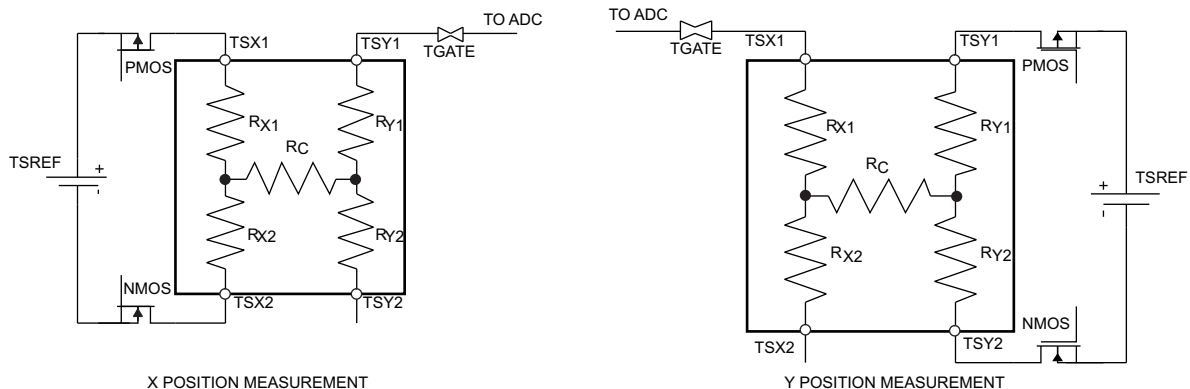 TO ADC
TSX1
TSY1
TGATE
PMOS
RX1
RY1
RC
TSREF
+
-
RX2
RY2
NMOS
TSX2
TSY2
X POSITION MEASUREMENT
TO ADC
TGATE
TSX1
TSY1
PMOS
RX1
RY1
RC
TSREF
+
-
RX2
RY2
NMOS
TSX2
TSY2
Y POSITION MEASUREMENT